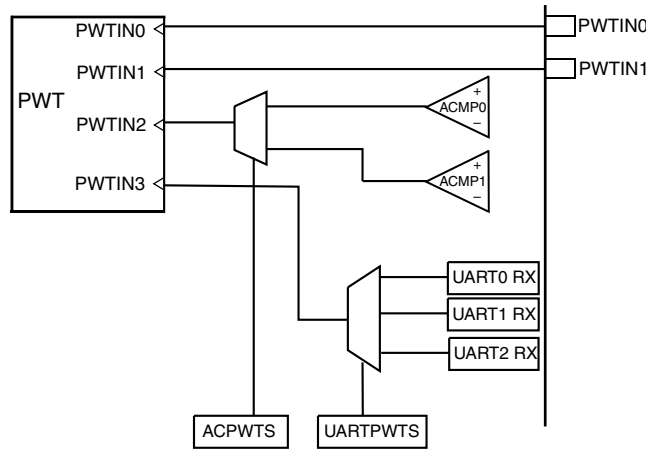 PWTIN0
PWTIN0
PWTIN1
PWTIN1
PWT
PWTIN2
+
ACMP0
–
PWTIN3
+
ACMP1
–
UART0 RX
UART1 RX
UART2 RX
ACPWTS
UARTPWTS